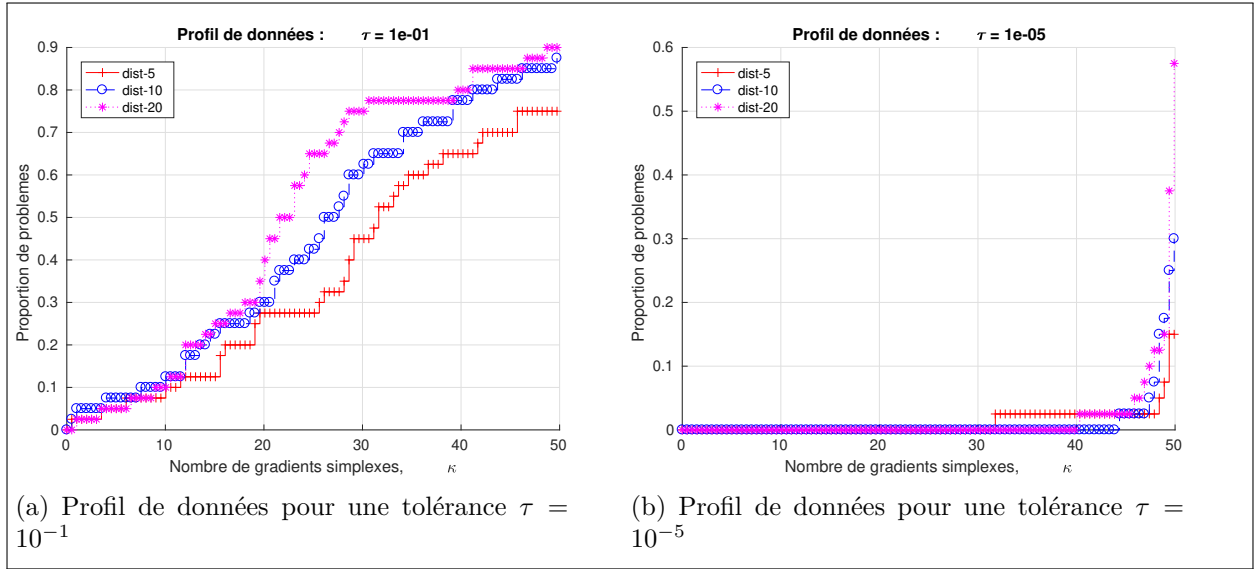 Profil de données : τ = 1e-01
0.9
0.8
0.7
0.6
0.5
0.4
0.3
0.2
0.1
0
Proportion de problemes
dist-5
dist-10
dist-20
0 10 20 30 40 50
Nombre de gradients simplexes, κ
(a) Profil de données pour une tolérance τ =
10⁻¹
Profil de données : τ = 1e-05
0.6
0.5
0.4
0.3
0.2
0.1
0
Proportion de problemes
dist-5
dist-10
dist-20
0 10 20 30 40 50
Nombre de gradients simplexes, κ
(b) Profil de données pour une tolérance τ =
10⁻⁵